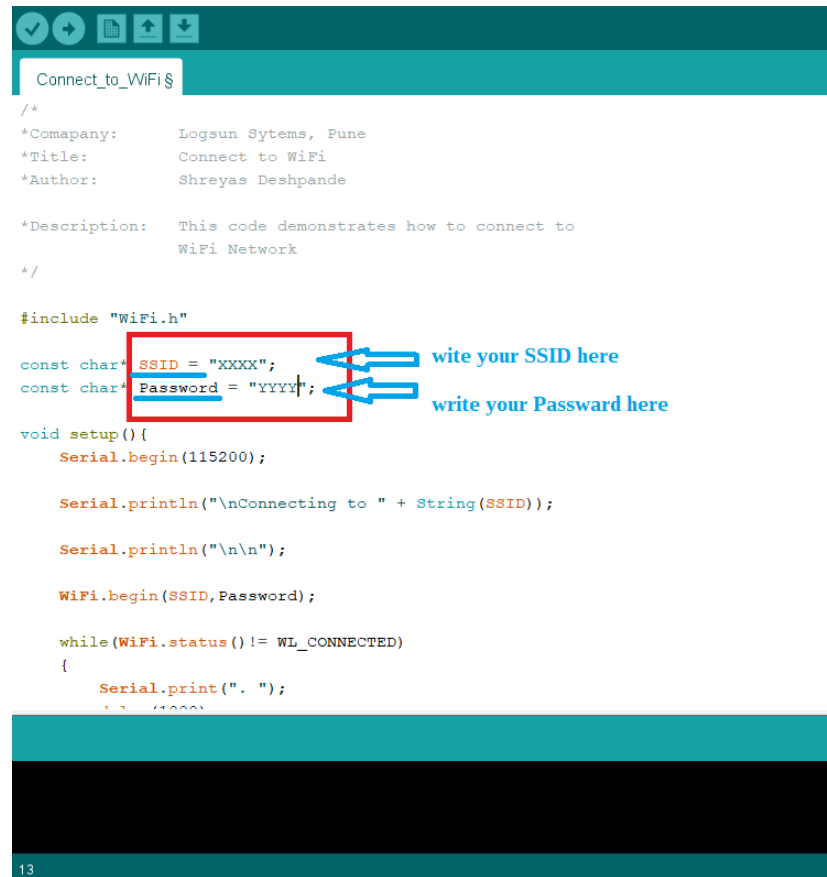 Connect_to_WiFi §
/*
*Comapany: Logsun Sytems, Pune
*Title: Connect to WiFi
*Author: Shreyas Deshpande
*Description: This code demonstrates how to connect to
WiFi Network
*/
#include "WiFi.h"
const char* SSID = "XXXX"; wite your SSID here
const char* Password = "YYYY"; write your Passward here
void setup(){
Serial.begin(115200);
Serial.println("\nConnecting to " + String(SSID));
Serial.println("\n\n");
WiFi.begin(SSID,Password);
while(WiFi.status()!= WL_CONNECTED)
{
Serial.print(". ");
13